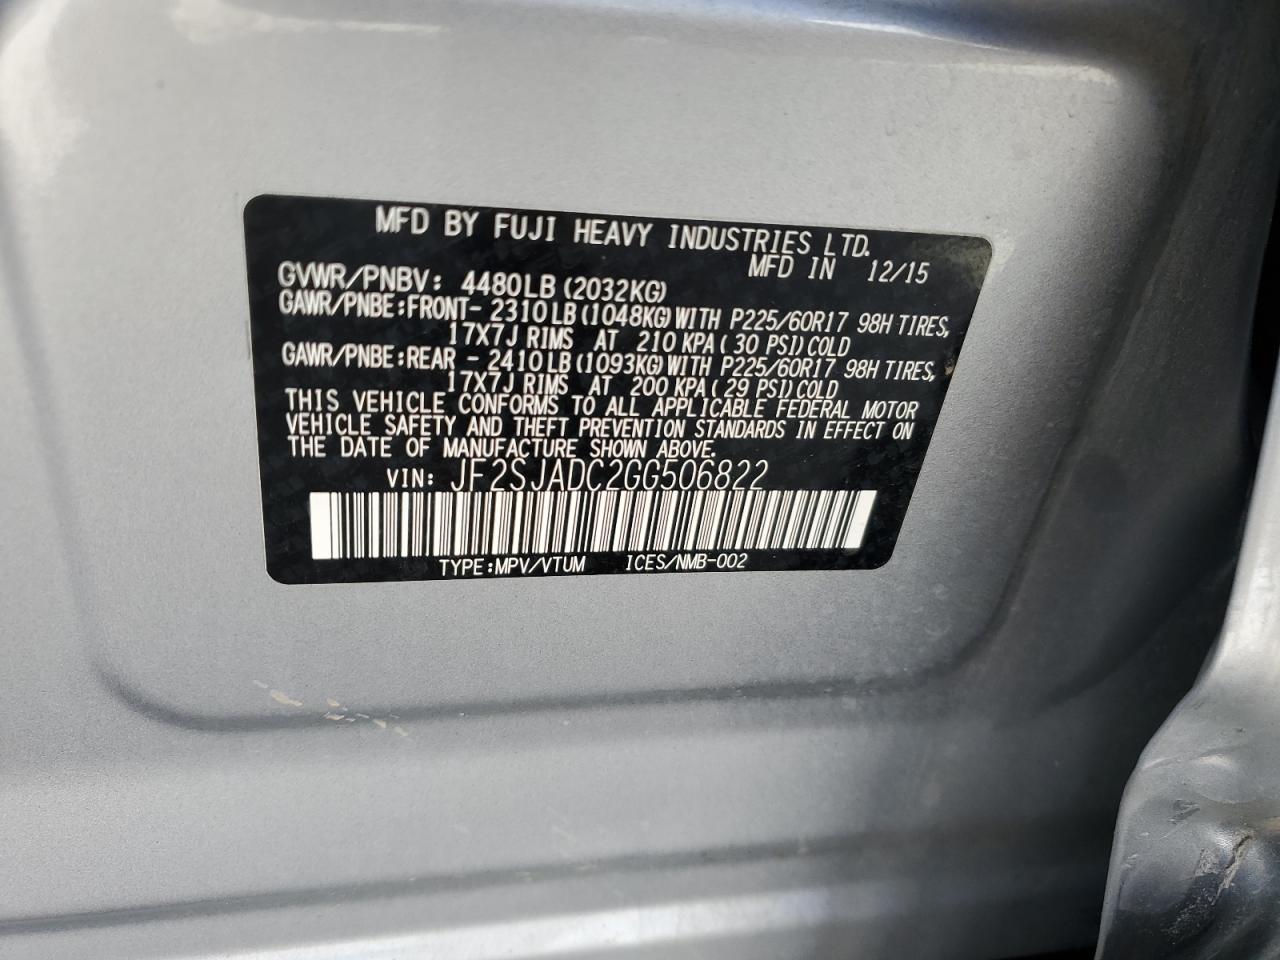 MFD BY FUJI HEAVY INDUSTRIES LTD.
MFD IN 12/15
GVWR/PNBV: 4480LB (2032KG)
GAWR/PNBE:FRONT- 2310LB (1048KG) WITH P225/60R17 98H TIRES,
17X7J RIMS AT 210 KPA ( 30 PSI) COLD
GAWR/PNBE:REAR - 2410LB (1093KG) WITH P225/60R17 98H TIRES,
17X7J RIMS AT 200 KPA ( 29 PSI) COLD
THIS VEHICLE CONFORMS TO ALL APPLICABLE FEDERAL MOTOR
VEHICLE SAFETY AND THEFT PREVENTION STANDARDS IN EFFECT ON
THE DATE OF MANUFACTURE SHOWN ABOVE.
VIN: JF2SJADC2GG506822
TYPE:MPV/VTUM ICES/NMB-002